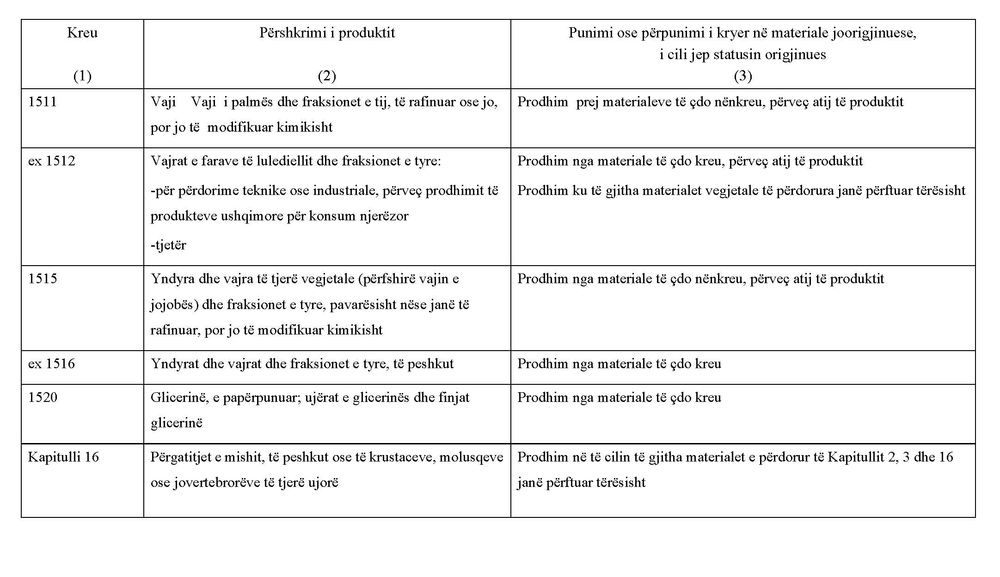 Kreu
(1)
Përshkrimi i produktit
(2)
Punimi ose përpunimi i kryer në materiale joorigjinuese,
i cili jep statusin origjinues
(3)
1511
Vaji Vaji i palmës dhe fraksionet e tij, të rafinuar ose jo,
por jo të modifikuar kimikisht
Prodhim prej materialeve të çdo nënkreu, përveç atij të produktit
ex 1512
Vajrat e farave të lulediellit dhe fraksionet e tyre:
-për përdorime teknike ose industriale, përveç prodhimit të
produkteve ushqimore për konsum njerëzor
-tjetër
Prodhim nga materiale të çdo kreu, përveç atij të produktit
Prodhim ku të gjitha materialet vegjetale të përdorura janë përftuar tërësisht
1515
Yndyra dhe vajra të tjerë vegjetale (përfshirë vajin e
jojobës) dhe fraksionet e tyre, pavarësisht nëse janë të
rafinuar, por jo të modifikuar kimikisht
Prodhim nga materiale të çdo nënkreu, përveç atij të produktit
ex 1516
Yndyrat dhe vajrat dhe fraksionet e tyre, të peshkut
Prodhim nga materiale të çdo kreu
1520
Glicerinë, e papërpunuar; ujërat e glicerinës dhe finjat
glicerinë
Prodhim nga materiale të çdo kreu
Kapitulli 16
Përgatitjet e mishit, të peshkut ose të krustaceve, molusqeve
ose jovertebrorëve të tjerë ujorë
Prodhim në të cilin të gjitha materialet e përdorur të Kapitullit 2, 3 dhe 16
janë përftuar tërësisht